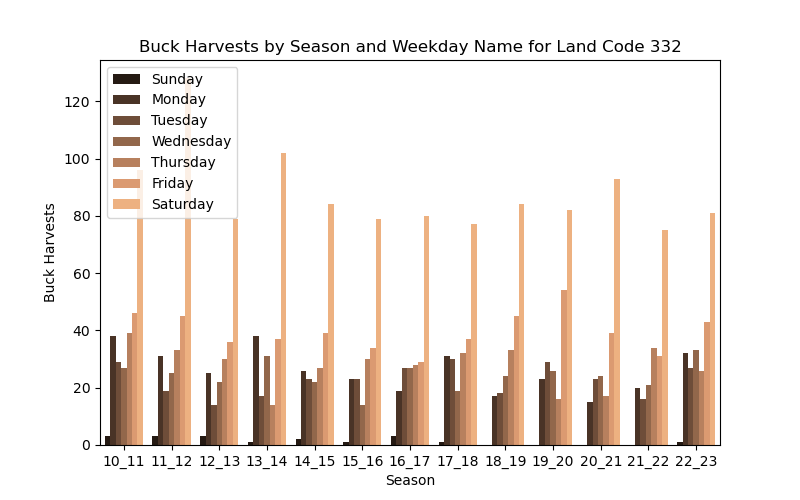 Buck Harvests by Season and Weekday Name for Land Code 332
Buck Harvests
120
100
80
60
40
20
0
Sunday
Monday
Tuesday
Wednesday
Thursday
Friday
Saturday
10_11 11_12 12_13 13_14 14_15 15_16 16_17 17_18 18_19 19_20 20_21 21_22 22_23
Season